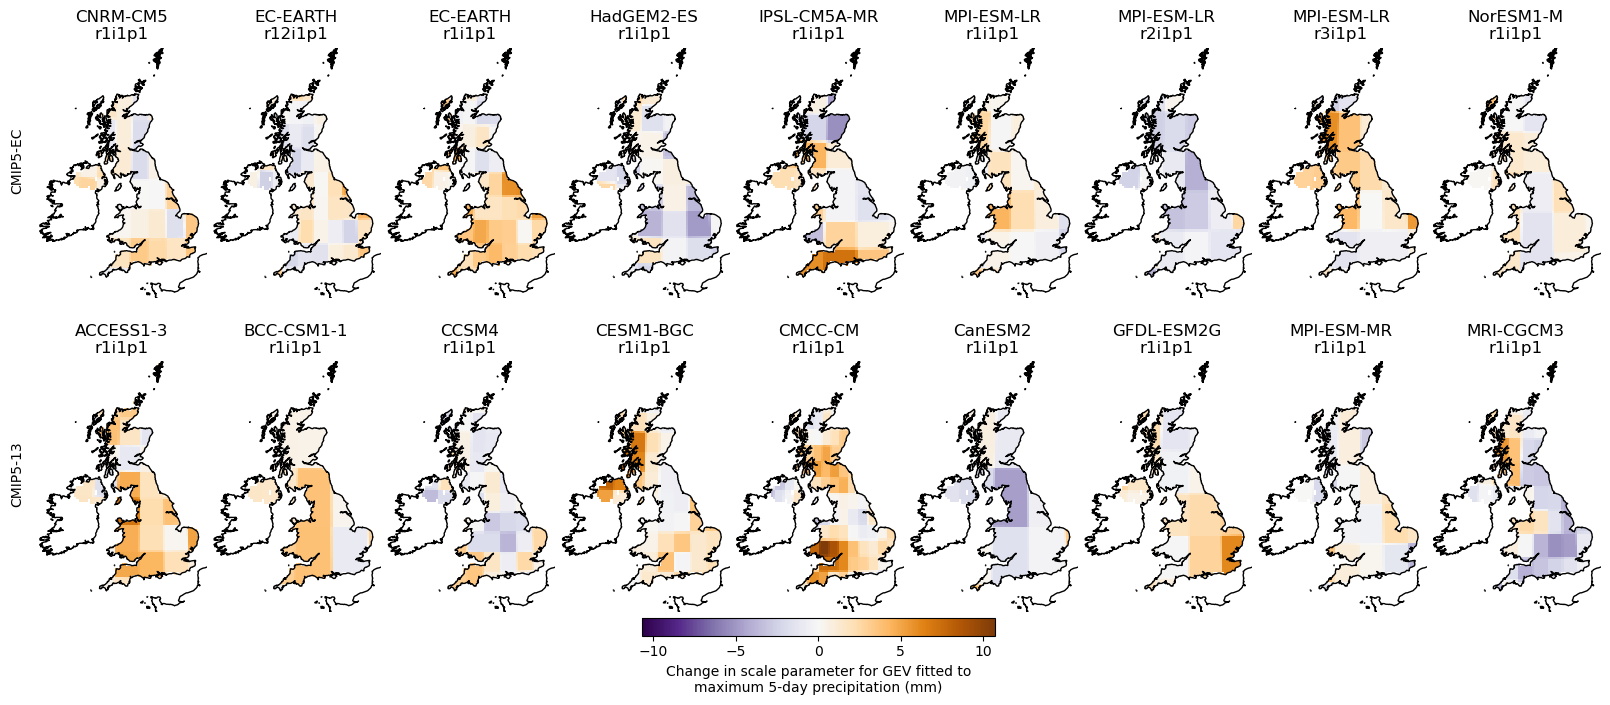 CNRM-CM5
r1i1p1
EC-EARTH
r12i1p1
EC-EARTH
r1i1p1
HadGEM2-ES
r1i1p1
IPSL-CM5A-MR
r1i1p1
MPI-ESM-LR
r1i1p1
MPI-ESM-LR
r2i1p1
MPI-ESM-LR
r3i1p1
NorESM1-M
r1i1p1
CMIP5-EC
ACCESS1-3
r1i1p1
BCC-CSM1-1
r1i1p1
CCSM4
r1i1p1
CESM1-BGC
r1i1p1
CMCC-CM
r1i1p1
CanESM2
r1i1p1
GFDL-ESM2G
r1i1p1
MPI-ESM-MR
r1i1p1
MRI-CGCM3
r1i1p1
CMIP5-13
−10 −5 0 5 10
Change in scale parameter for GEV fitted to
maximum 5-day precipitation (mm)